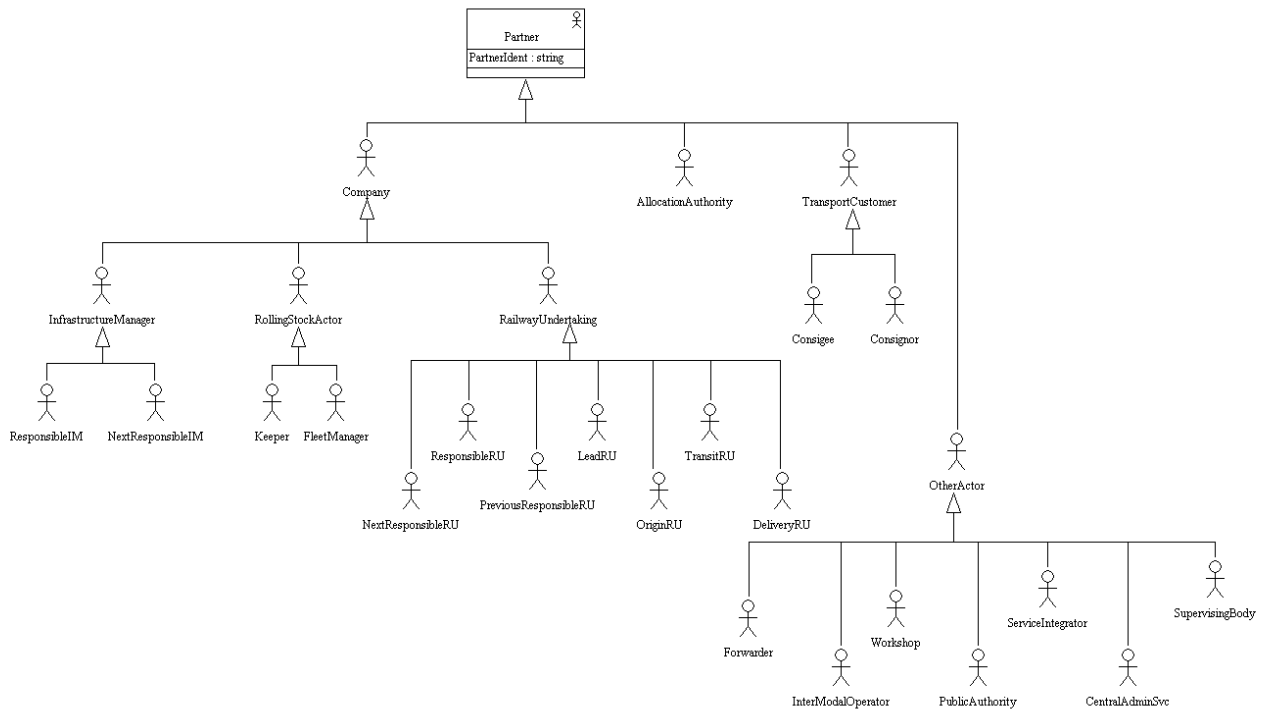 Partner
PartnerIdent : string
Company
AllocationAuthority
TransportCustomer
InfrastructureManager
RollingStockActor
RailwayUndertaking
Consigee
Consignor
ResponsibleIM
NextResponsibleIM
Keeper
FleetManager
ResponsibleRU
LeadRU
TransitRU
OtherActor
PreviousResponsibleRU
NextResponsibleRU
OriginRU
DeliveryRU
SupervisingBody
ServiceIntegrator
Workshop
Forwarder
InterModalOperator
PublicAuthority
CentralAdminSvc